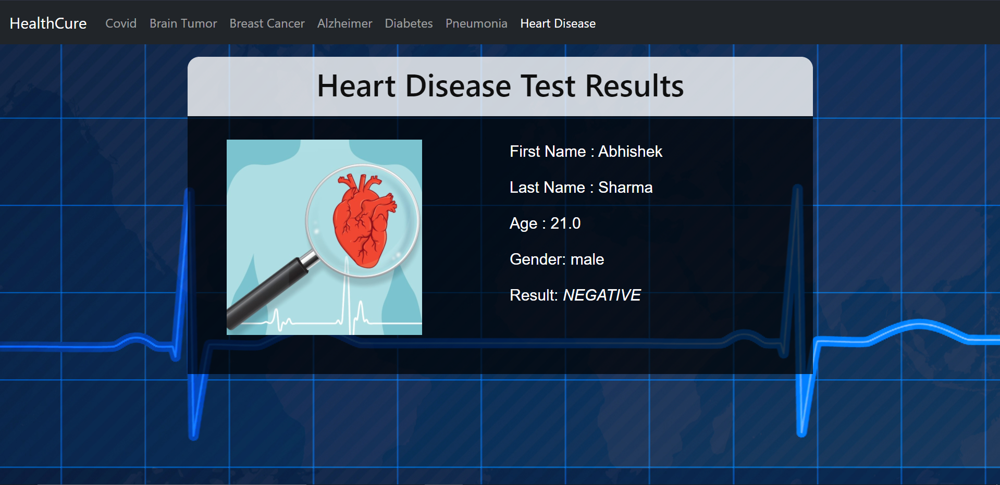 HealthCure Covid Brain Tumor Breast Cancer Alzheimer Diabetes Pneumonia Heart Disease
Heart Disease Test Results
First Name : Abhishek
Last Name : Sharma
Age : 21.0
Gender: male
Result: NEGATIVE